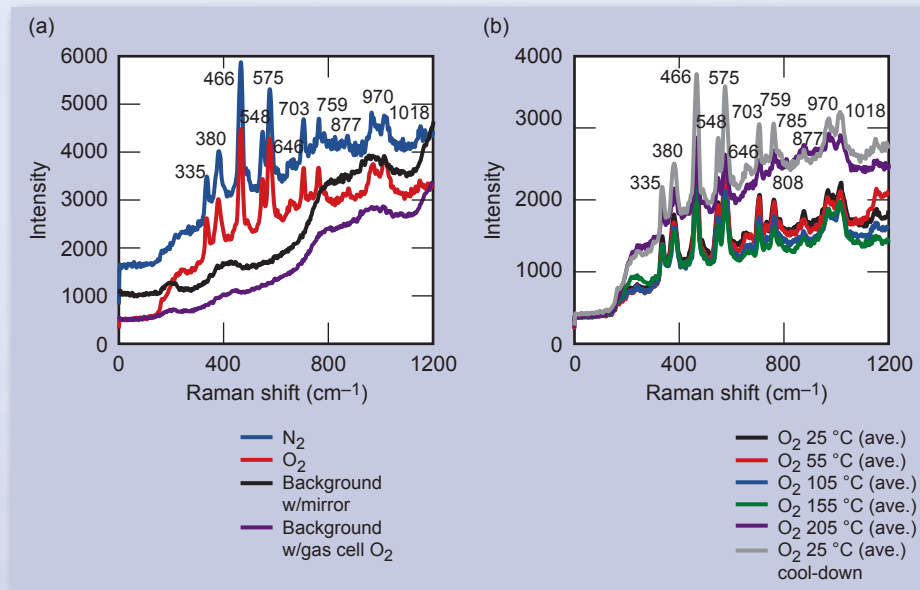 (a)
6000
5000
4000
3000
2000
1000
0
Intensity
335
380
466
548
575
646
703
759
877
970
1018
0
400
800
1200
Raman shift (cm–1)
N2
O2
Background
w/mirror
Background
w/gas cell O2
(b)
4000
3000
2000
1000
0
Intensity
335
380
466
548
575
646
703
759
785
808
877
970
1018
0
400
800
1200
Raman shift (cm–1)
O2 25 °C (ave.)
O2 55 °C (ave.)
O2 105 °C (ave.)
O2 155 °C (ave.)
O2 205 °C (ave.)
O2 25 °C (ave.)
cool-down